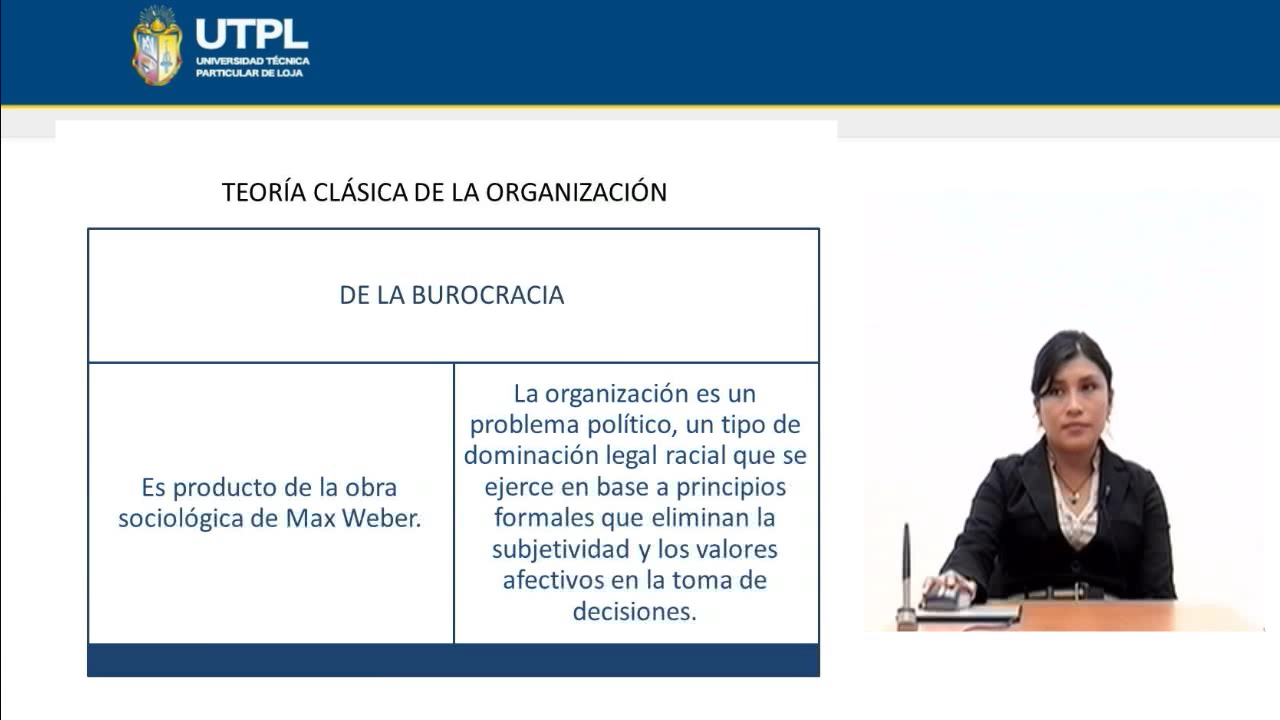 UTPL
UNIVERSIDAD TÉCNICA
PARTICULAR DE LOJA
TEORÍA CLÁSICA DE LA ORGANIZACIÓN
DE LA BUROCRACIA
Es producto de la obra
sociológica de Max Weber.
La organización es un
problema político, un tipo de
dominación legal racial que se
ejerce en base a principios
formales que eliminan la
subjetividad y los valores
afectivos en la toma de
decisiones.